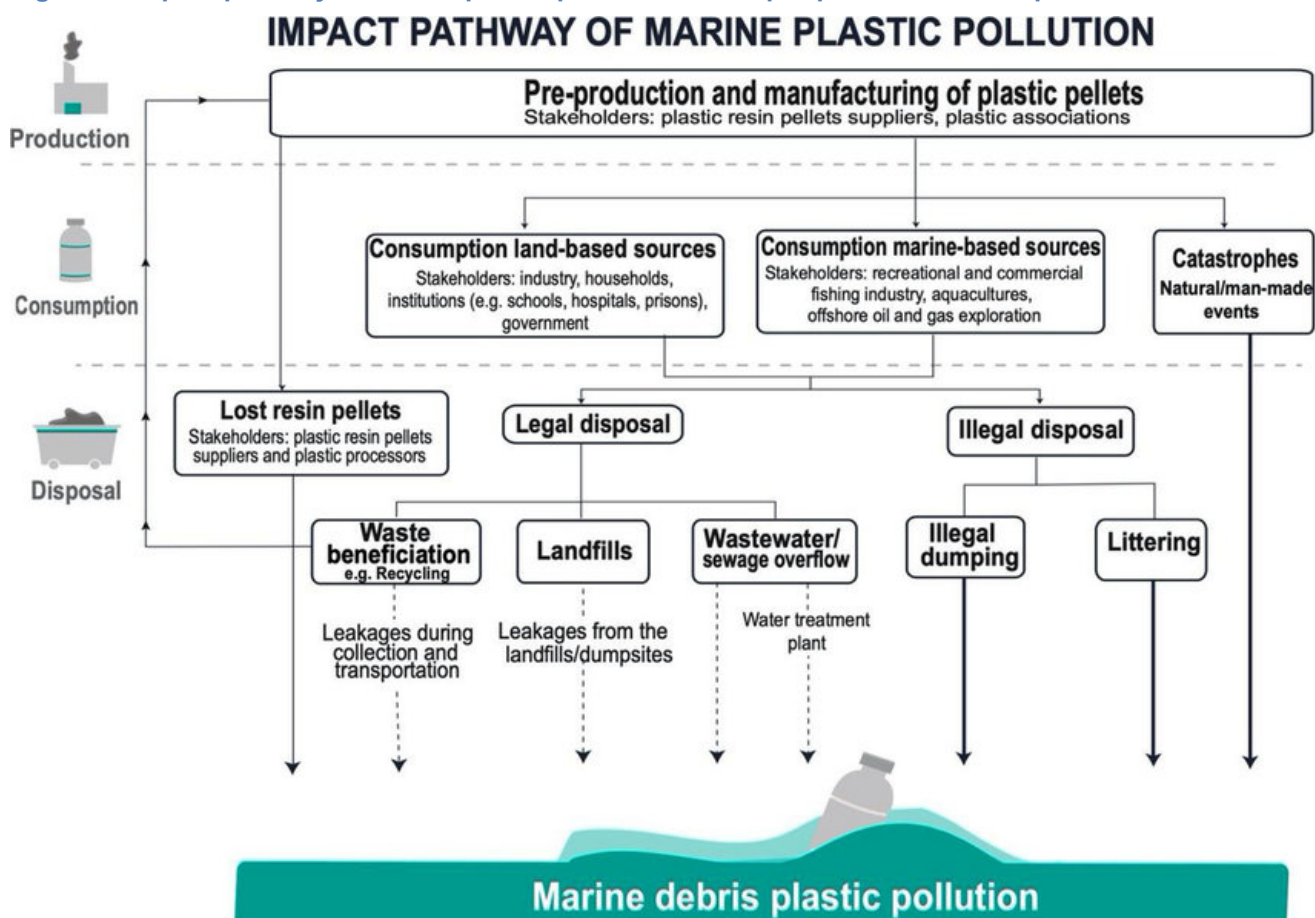 IMPACT PATHWAY OF MARINE PLASTIC POLLUTION
Production
Pre-production and manufacturing of plastic pellets
Stakeholders: plastic resin pellets suppliers, plastic associations
Consumption
Consumption land-based sources
Stakeholders: industry, households,
institutions (e.g. schools, hospitals, prisons),
government
Consumption marine-based sources
Stakeholders: recreational and commercial
fishing industry, aquacultures,
offshore oil and gas exploration
Catastrophes
Natural/man-made
events
Disposal
Lost resin pellets
Stakeholders: plastic resin pellets
suppliers and plastic processors
Legal disposal
Illegal disposal
Waste
beneficiation
e.g. Recycling
Landfills
Wastewater/
sewage overflow
Illegal
dumping
Littering
Leakages during
collection and
transportation
Leakages from the
landfills/dumpsites
Water treatment
plant
Marine debris plastic pollution